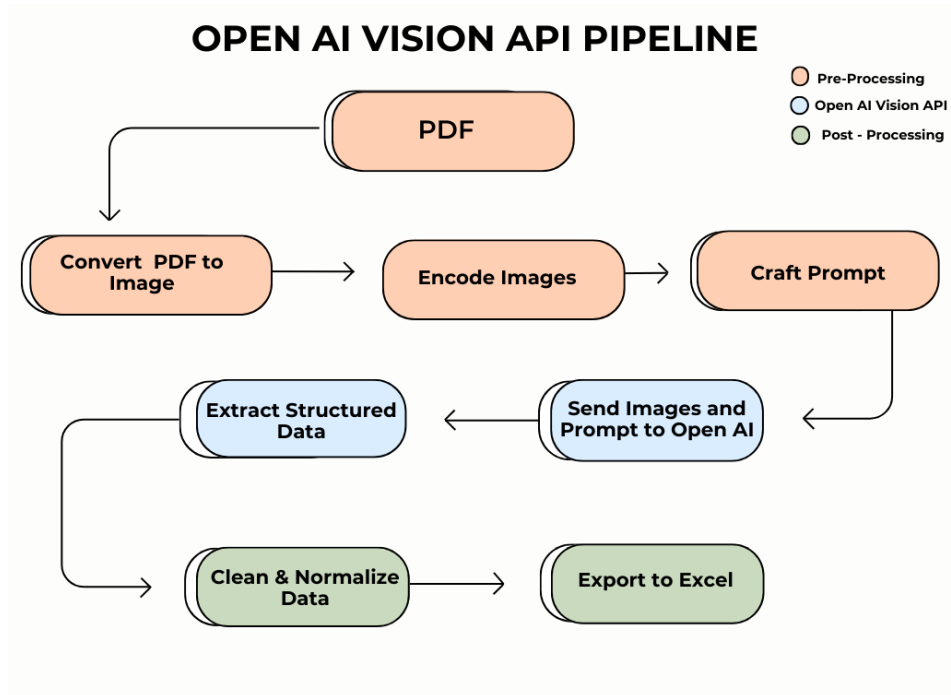 OPEN AI VISION API PIPELINE
Pre-Processing
Open AI Vision API
Post - Processing
PDF
Convert PDF to
Image
Encode Images
Craft Prompt
Extract Structured
Data
Send Images and
Prompt to Open AI
Clean & Normalize
Data
Export to Excel